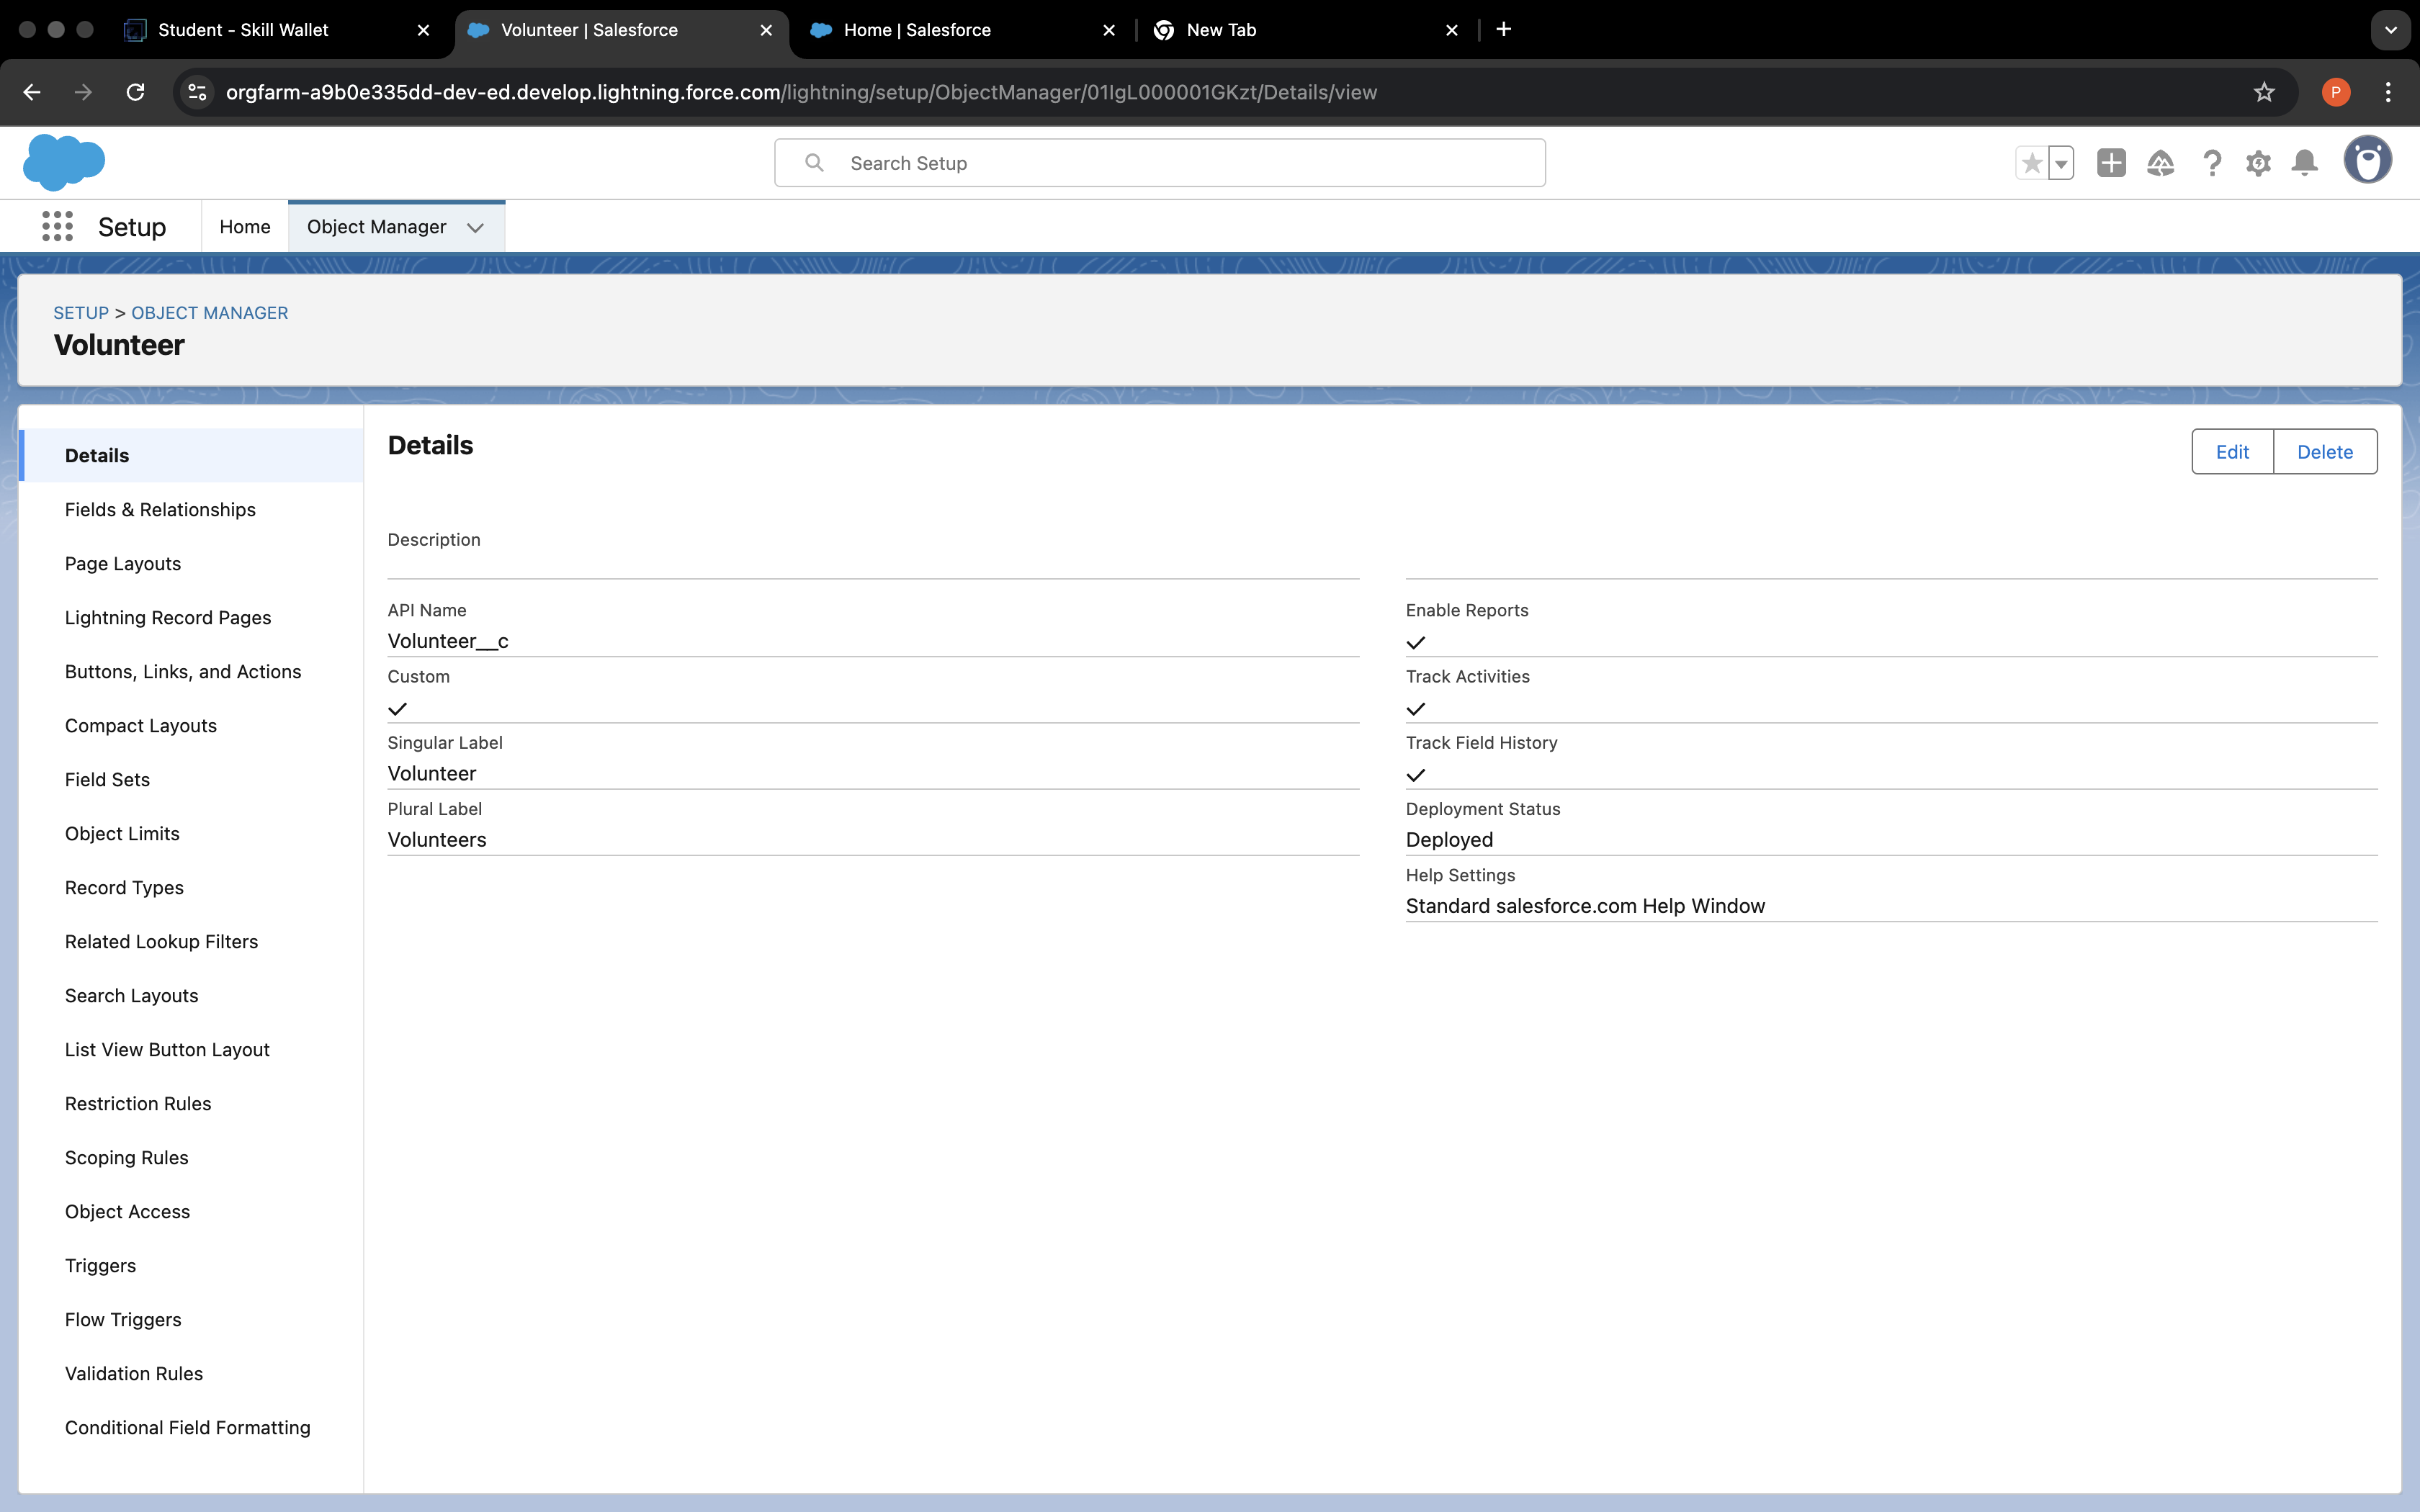 Student - Skill Wallet
Volunteer | Salesforce
Home | Salesforce
New Tab
orgfarm-a9b0e335dd-dev-ed.develop.lightning.force.com/lightning/setup/ObjectManager/01IgL000001GKzt/Details/view
P
Search Setup
Setup
Home
Object Manager
SETUP > OBJECT MANAGER
Volunteer
Details
Fields & Relationships
Page Layouts
Lightning Record Pages
Buttons, Links, and Actions
Compact Layouts
Field Sets
Object Limits
Record Types
Related Lookup Filters
Search Layouts
List View Button Layout
Restriction Rules
Scoping Rules
Object Access
Triggers
Flow Triggers
Validation Rules
Conditional Field Formatting
Details
Edit
Delete
Description
API Name
Volunteer__c
Custom
Singular Label
Volunteer
Plural Label
Volunteers
Enable Reports
Track Activities
Track Field History
Deployment Status
Deployed
Help Settings
Standard salesforce.com Help Window